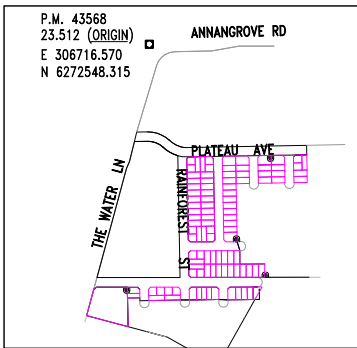 P.M. 43568
23.512 (ORIGIN)
E 306716.570
N 6272548.315
ANNANGROVE RD
PLATEAU AVE
RAINFOREST ST
THE WATER LN